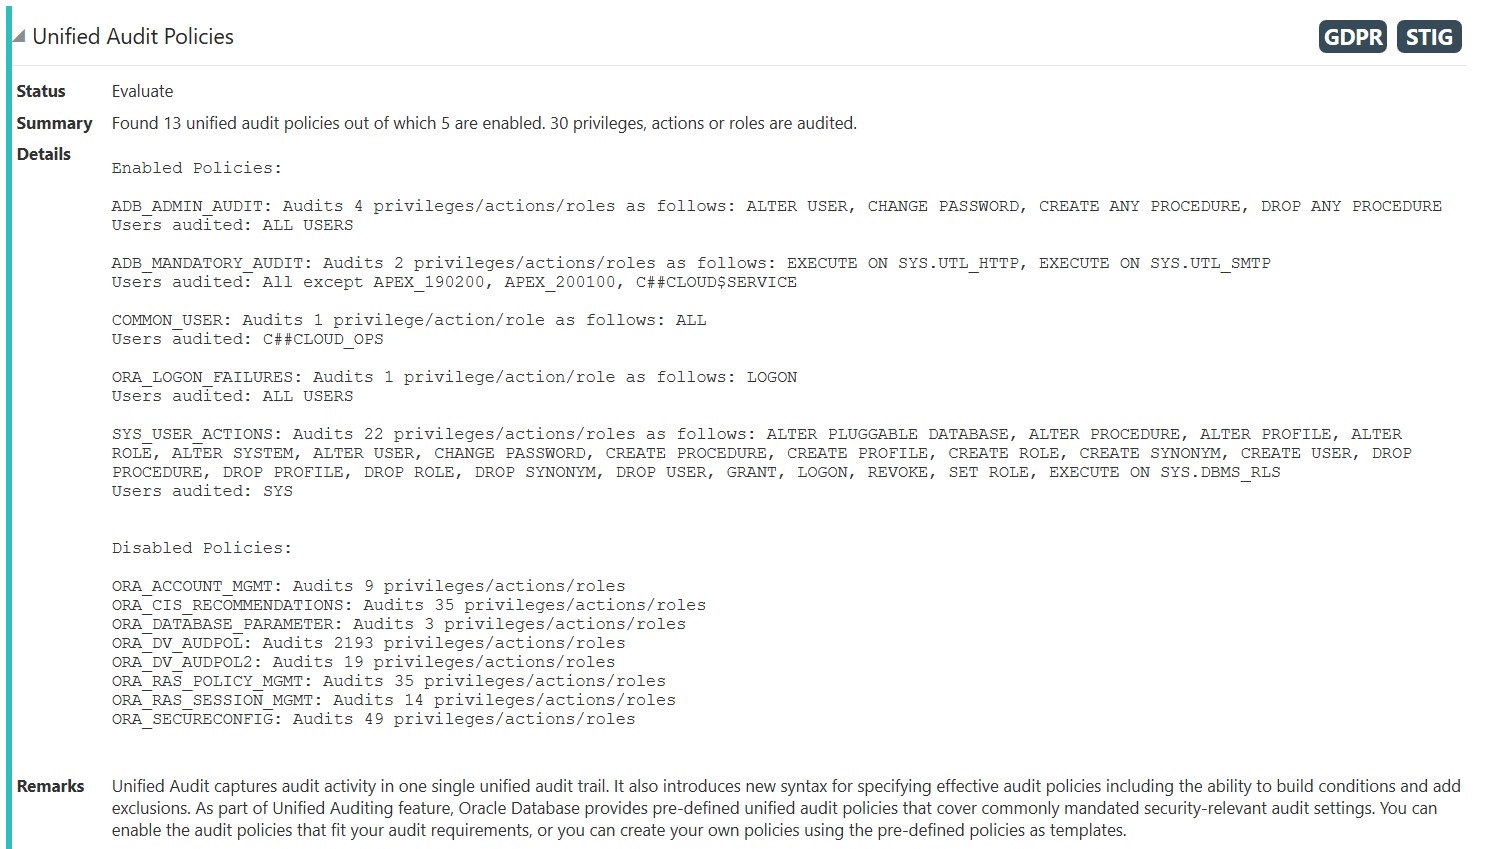 Unified Audit Policies
GDPR STIG
Status Evaluate
Summary Found 13 unified audit policies out of which 5 are enabled. 30 privileges, actions or roles are audited.
Details
Enabled Policies:
ADB_ADMIN_AUDIT: Audits 4 privileges/actions/roles as follows: ALTER USER, CHANGE PASSWORD, CREATE ANY PROCEDURE, DROP ANY PROCEDURE
Users audited: ALL USERS
ADB_MANDATORY_AUDIT: Audits 2 privileges/actions/roles as follows: EXECUTE ON SYS.UTL_HTTP, EXECUTE ON SYS.UTL_SMTP
Users audited: All except APEX_190200, APEX_200100, C##CLOUD$SERVICE
COMMON_USER: Audits 1 privilege/action/role as follows: ALL
Users audited: C##CLOUD_OPS
ORA_LOGON_FAILURES: Audits 1 privilege/action/role as follows: LOGON
Users audited: ALL USERS
SYS_USER_ACTIONS: Audits 22 privileges/actions/roles as follows: ALTER PLUGGABLE DATABASE, ALTER PROCEDURE, ALTER PROFILE, ALTER
ROLE, ALTER SYSTEM, ALTER USER, CHANGE PASSWORD, CREATE PROCEDURE, CREATE PROFILE, CREATE ROLE, CREATE SYNONYM, CREATE USER, DROP
PROCEDURE, DROP PROFILE, DROP ROLE, DROP SYNONYM, DROP USER, GRANT, LOGON, REVOKE, SET ROLE, EXECUTE ON SYS.DBMS_RLS
Users audited: SYS
Disabled Policies:
ORA_ACCOUNT_MGMT: Audits 9 privileges/actions/roles
ORA_CIS_RECOMMENDATIONS: Audits 35 privileges/actions/roles
ORA_DATABASE_PARAMETER: Audits 3 privileges/actions/roles
ORA_DV_AUDPOL: Audits 2193 privileges/actions/roles
ORA_DV_AUDPOL2: Audits 19 privileges/actions/roles
ORA_RAS_POLICY_MGMT: Audits 35 privileges/actions/roles
ORA_RAS_SESSION_MGMT: Audits 14 privileges/actions/roles
ORA_SECURECONFIG: Audits 49 privileges/actions/roles
Remarks Unified Audit captures audit activity in one single unified audit trail. It also introduces new syntax for specifying effective audit policies including the ability to build conditions and add
exclusions. As part of Unified Auditing feature, Oracle Database provides pre-defined unified audit policies that cover commonly mandated security-relevant audit settings. You can
enable the audit policies that fit your audit requirements, or you can create your own policies using the pre-defined policies as templates.